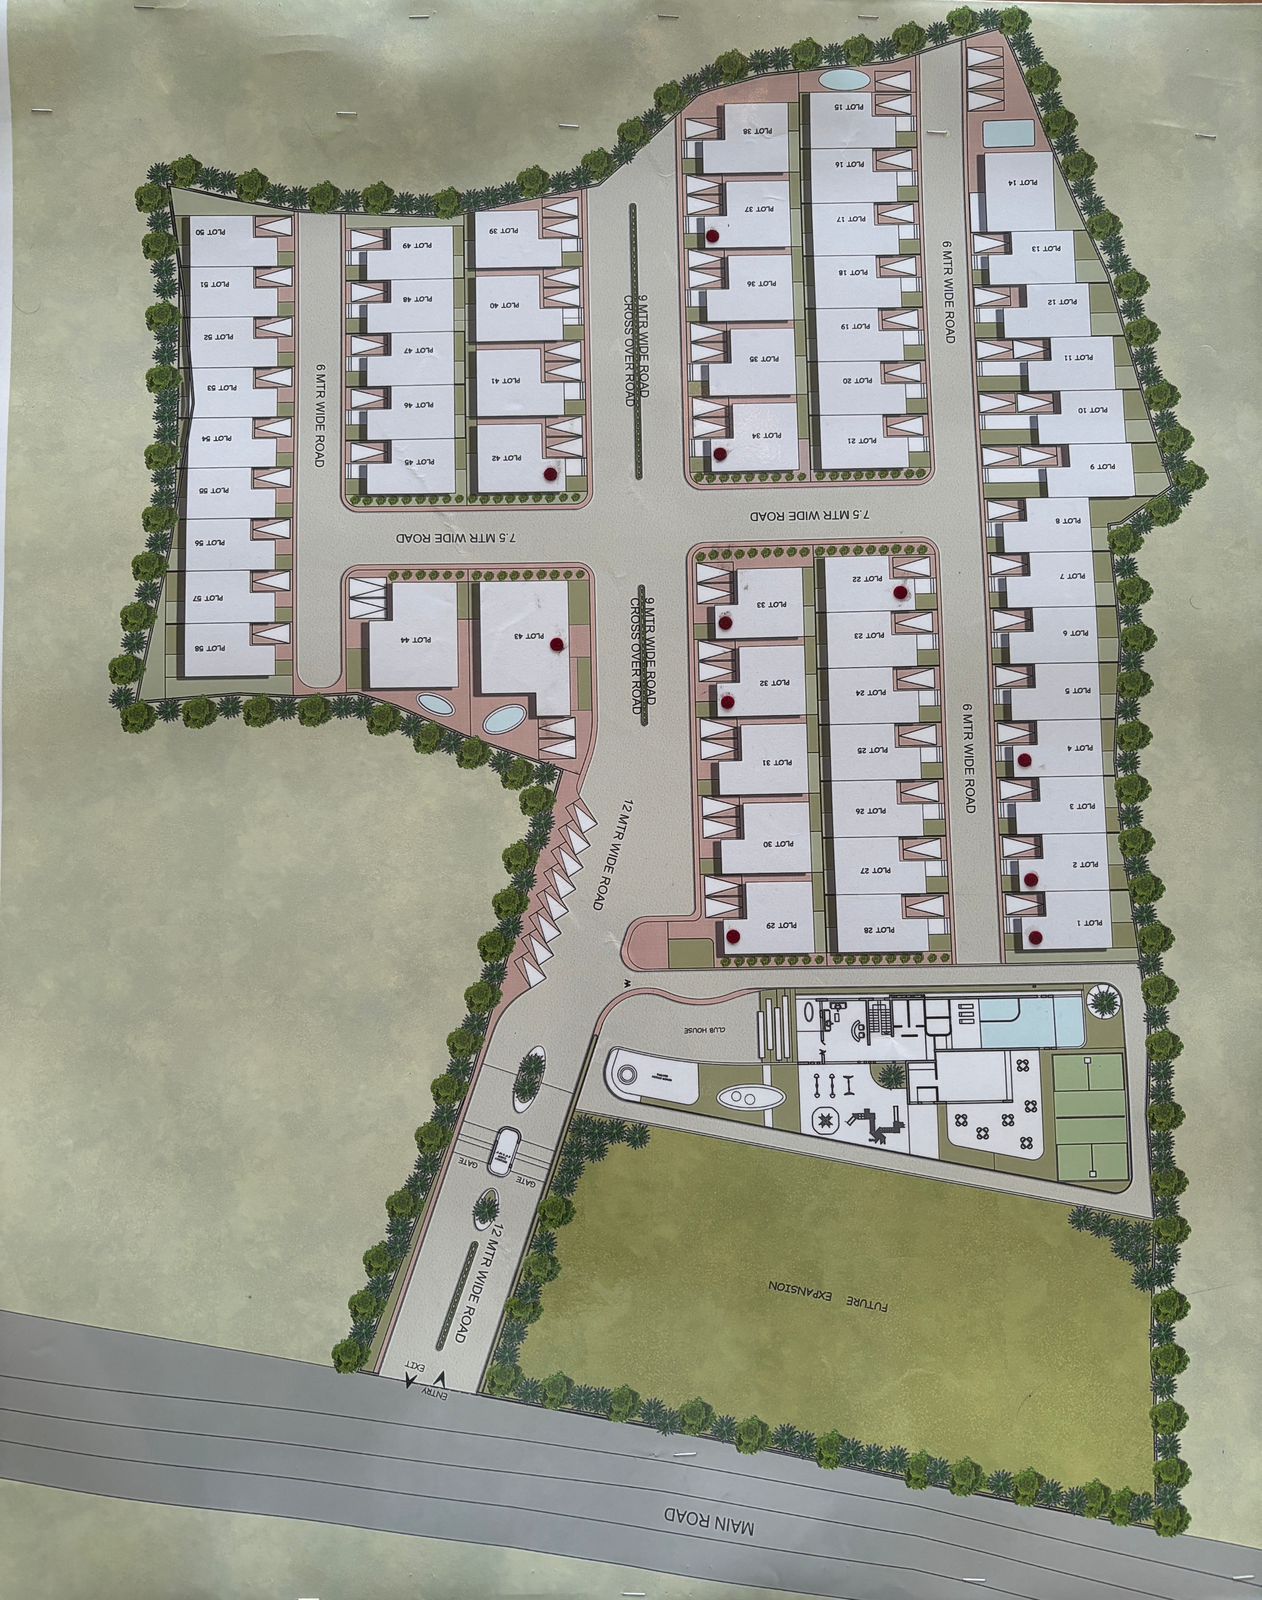 PLOT 15
PLOT 38
PLOT 16
PLOT 14
PLOT 37
PLOT 17
PLOT 50
PLOT 49
PLOT 39
PLOT 13
PLOT 51
PLOT 48
PLOT 40
PLOT 36
PLOT 18
PLOT 12
6 MTR WIDE ROAD
9 MTR WIDE ROAD
CROSS OVER ROAD
PLOT 52
PLOT 47
PLOT 41
PLOT 35
PLOT 19
PLOT 11
PLOT 53
6 MTR WIDE ROAD
PLOT 46
PLOT 20
PLOT 10
PLOT 54
PLOT 45
PLOT 42
PLOT 34
PLOT 21
PLOT 9
PLOT 55
7.5 MTR WIDE ROAD
PLOT 8
PLOT 56
7.5 MTR WIDE ROAD
PLOT 7
PLOT 57
PLOT 33
PLOT 22
PLOT 58
PLOT 44
PLOT 43
9 MTR WIDE ROAD
CROSS OVER ROAD
PLOT 23
PLOT 6
PLOT 32
PLOT 24
PLOT 5
PLOT 31
PLOT 25
6 MTR WIDE ROAD
PLOT 4
PLOT 30
PLOT 26
PLOT 3
12 MTR WIDE ROAD
PLOT 27
PLOT 2
PLOT 29
PLOT 28
PLOT 1
CLUB HOUSE
GATE
GATE
12 MTR WIDE ROAD
FUTURE EXPANSION
EXIT
ENTRY
MAIN ROAD